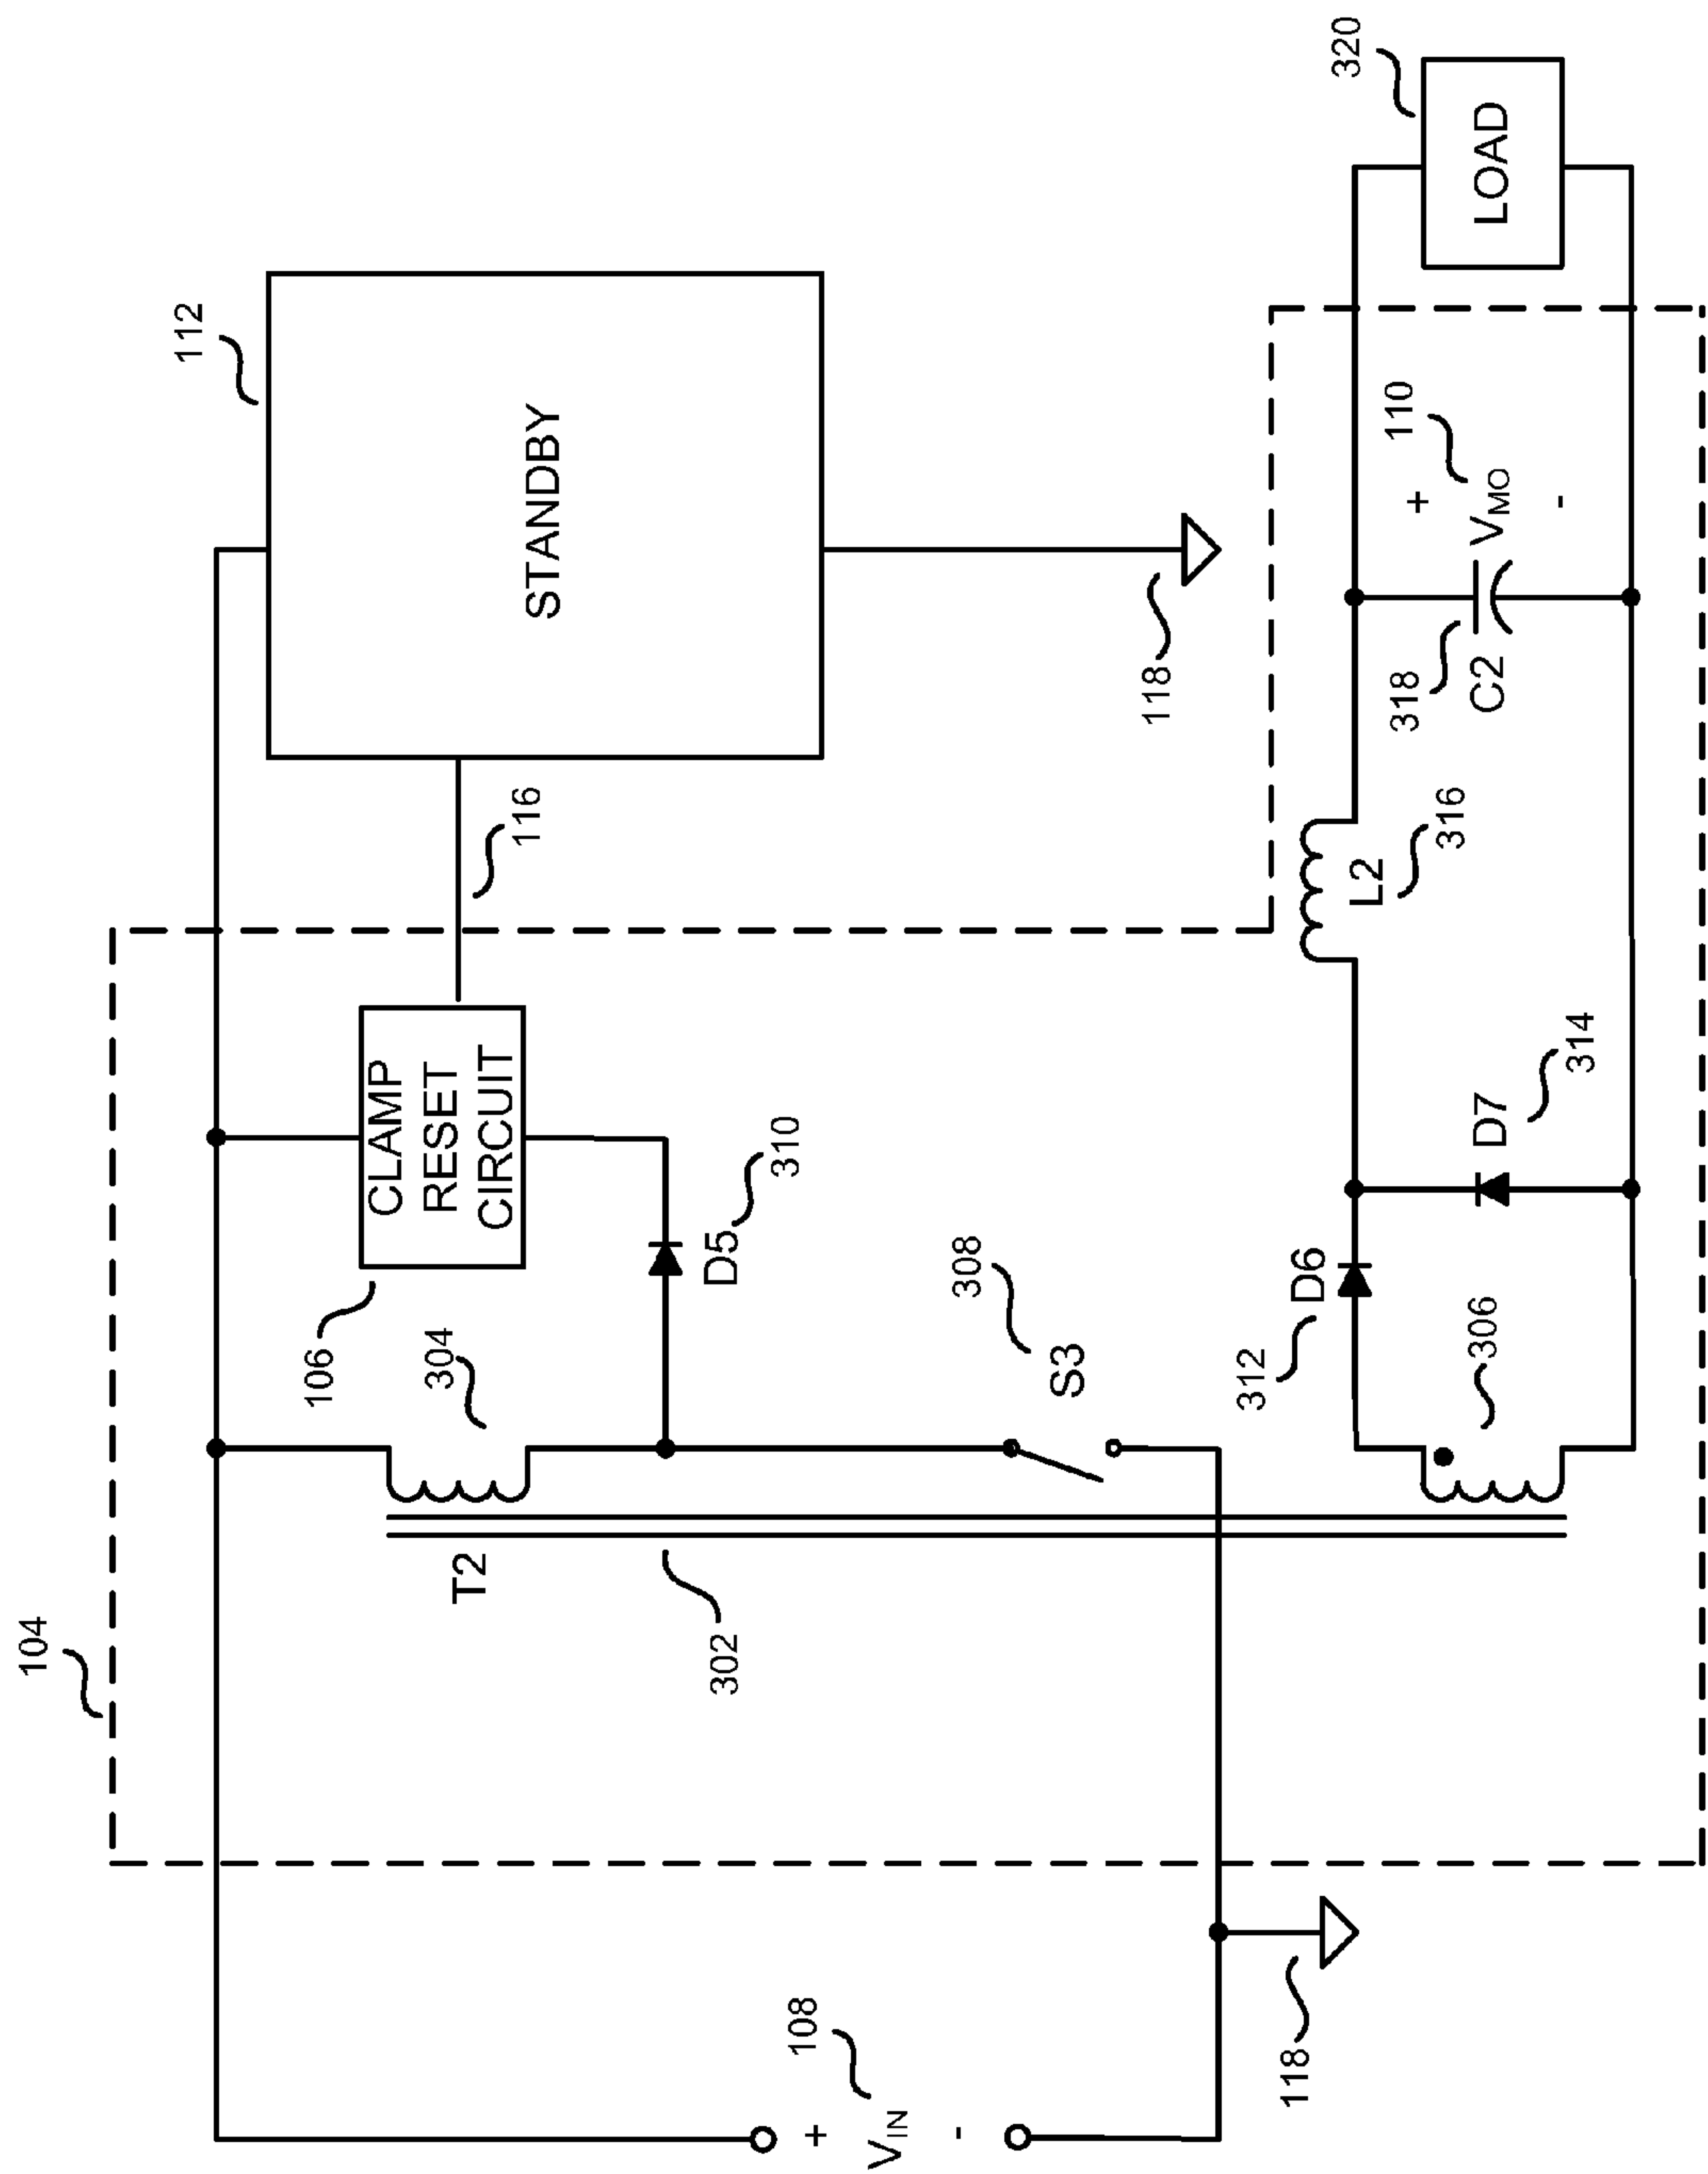 104
112
106
CLAMP
RESET
CIRCUIT
116
STANDBY
304
T2
302
D5
310
108
+
VIN
-
308
S3
118
118
320
LOAD
312
D6
306
D7
314
L2
316
318
C2
110
+
VMO
-